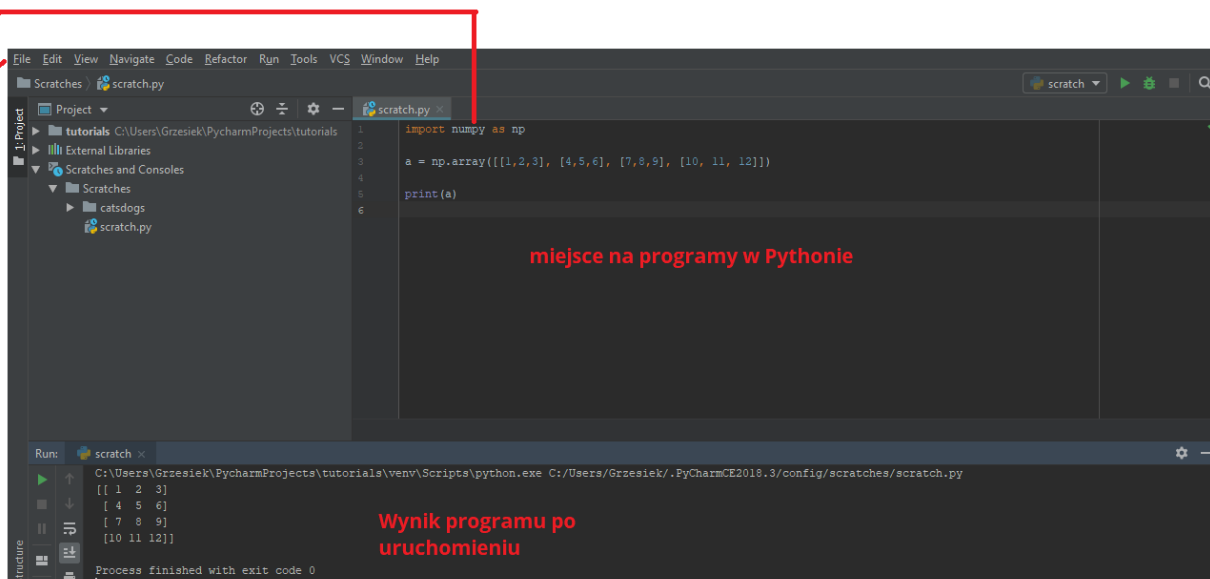 File Edit View Navigate Code Refactor Run Tools VCS Window Help
Scratches scratch.py
scratch
1: Project
Project
scratch.py
tutorials C:\Users\Grzesiek\PycharmProjects\tutorials
External Libraries
Scratches and Consoles
Scratches
catsdogs
scratch.py
1 import numpy as np
2
3 a = np.array([[1,2,3], [4,5,6], [7,8,9], [10, 11, 12]])
4
5 print(a)
6
miejsce na programy w Pythonie
Run: scratch
C:\Users\Grzesiek\PycharmProjects\tutorials\venv\Scripts\python.exe C:/Users/Grzesiek/.PyCharmCE2018.3/config/scratches/scratch.py
[[ 1 2 3]
[ 4 5 6]
[ 7 8 9]
[10 11 12]]
Wynik programu po
uruchomieniu
Process finished with exit code 0